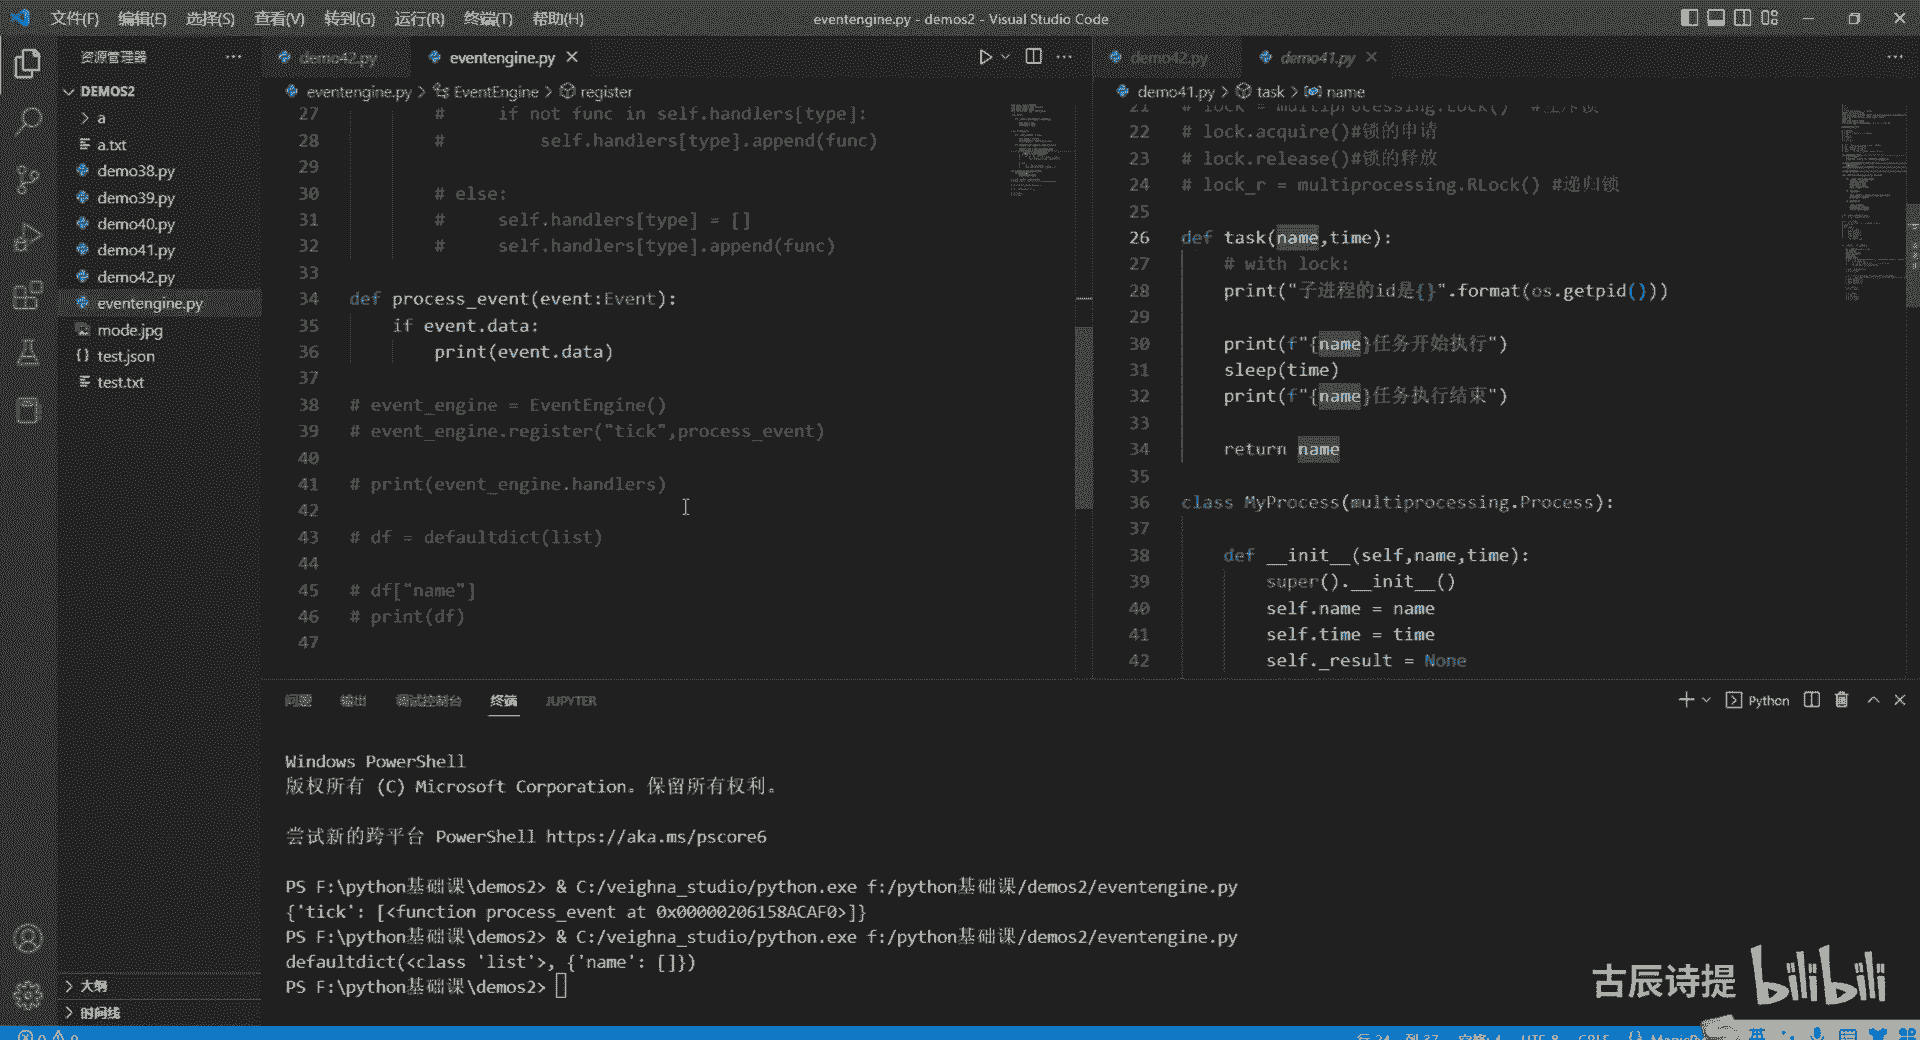 文件(F) 编辑(E) 选择(S) 查看(V) 转到(G) 运行(R) 终端(T) 帮助(H)
eventengine.py - demos2 - Visual Studio Code
资源管理器
DEMOS2
a
a.txt
demo38.py
demo39.py
demo40.py
demo41.py
demo42.py
eventengine.py
mode.jpg
test.json
test.txt
大纲
时间线
demo42.py
eventengine.py
eventengine.py > EventEngine > register
27 #     if not func in self.handlers[type]:
28 #         self.handlers[type].append(func)
29
30 # else:
31 #     self.handlers[type] = []
32 #     self.handlers[type].append(func)
33
34 def process_event(event:Event):
35 if event.data:
36 print(event.data)
37
38 # event_engine = EventEngine()
39 # event_engine.register("tick",process_event)
40
41 # print(event_engine.handlers)
42
43 # df = defaultdict(list)
44
45 # df["name"]
46 # print(df)
47
demo42.py
demo41.py
demo41.py > task > name
21 # lock = multiprocessing.Lock()
22 # lock.acquire()#锁的申请
23 # lock.release()#锁的释放
24 # lock_r = multiprocessing.RLock() #递归锁
25
26 def task(name,time):
27 # with lock:
28 print("子进程的id是{}".format(os.getpid()))
29
30 print(f"{name}任务开始执行")
31 sleep(time)
32 print(f"{name}任务执行结束")
33
34 return name
35
36 class MyProcess(multiprocessing.Process):
37
38 def __init__(self,name,time):
39 super().__init__()
40 self.name = name
41 self.time = time
42 self._result = None
问题 输出 调试控制台 终端 JUPYTER
Python
Windows PowerShell
版权所有 (C) Microsoft Corporation。保留所有权利。
尝试新的跨平台 PowerShell https://aka.ms/pscore6
PS F:\python基础课\demos2> & C:/veighna_studio/python.exe f:/python基础课/demos2/eventengine.py
{'tick': [<function process_event at 0x00000206158ACAF0>]}
PS F:\python基础课\demos2> & C:/veighna_studio/python.exe f:/python基础课/demos2/eventengine.py
defaultdict(<class 'list'>, {'name': []})
PS F:\python基础课\demos2>
古辰诗提
bilibili